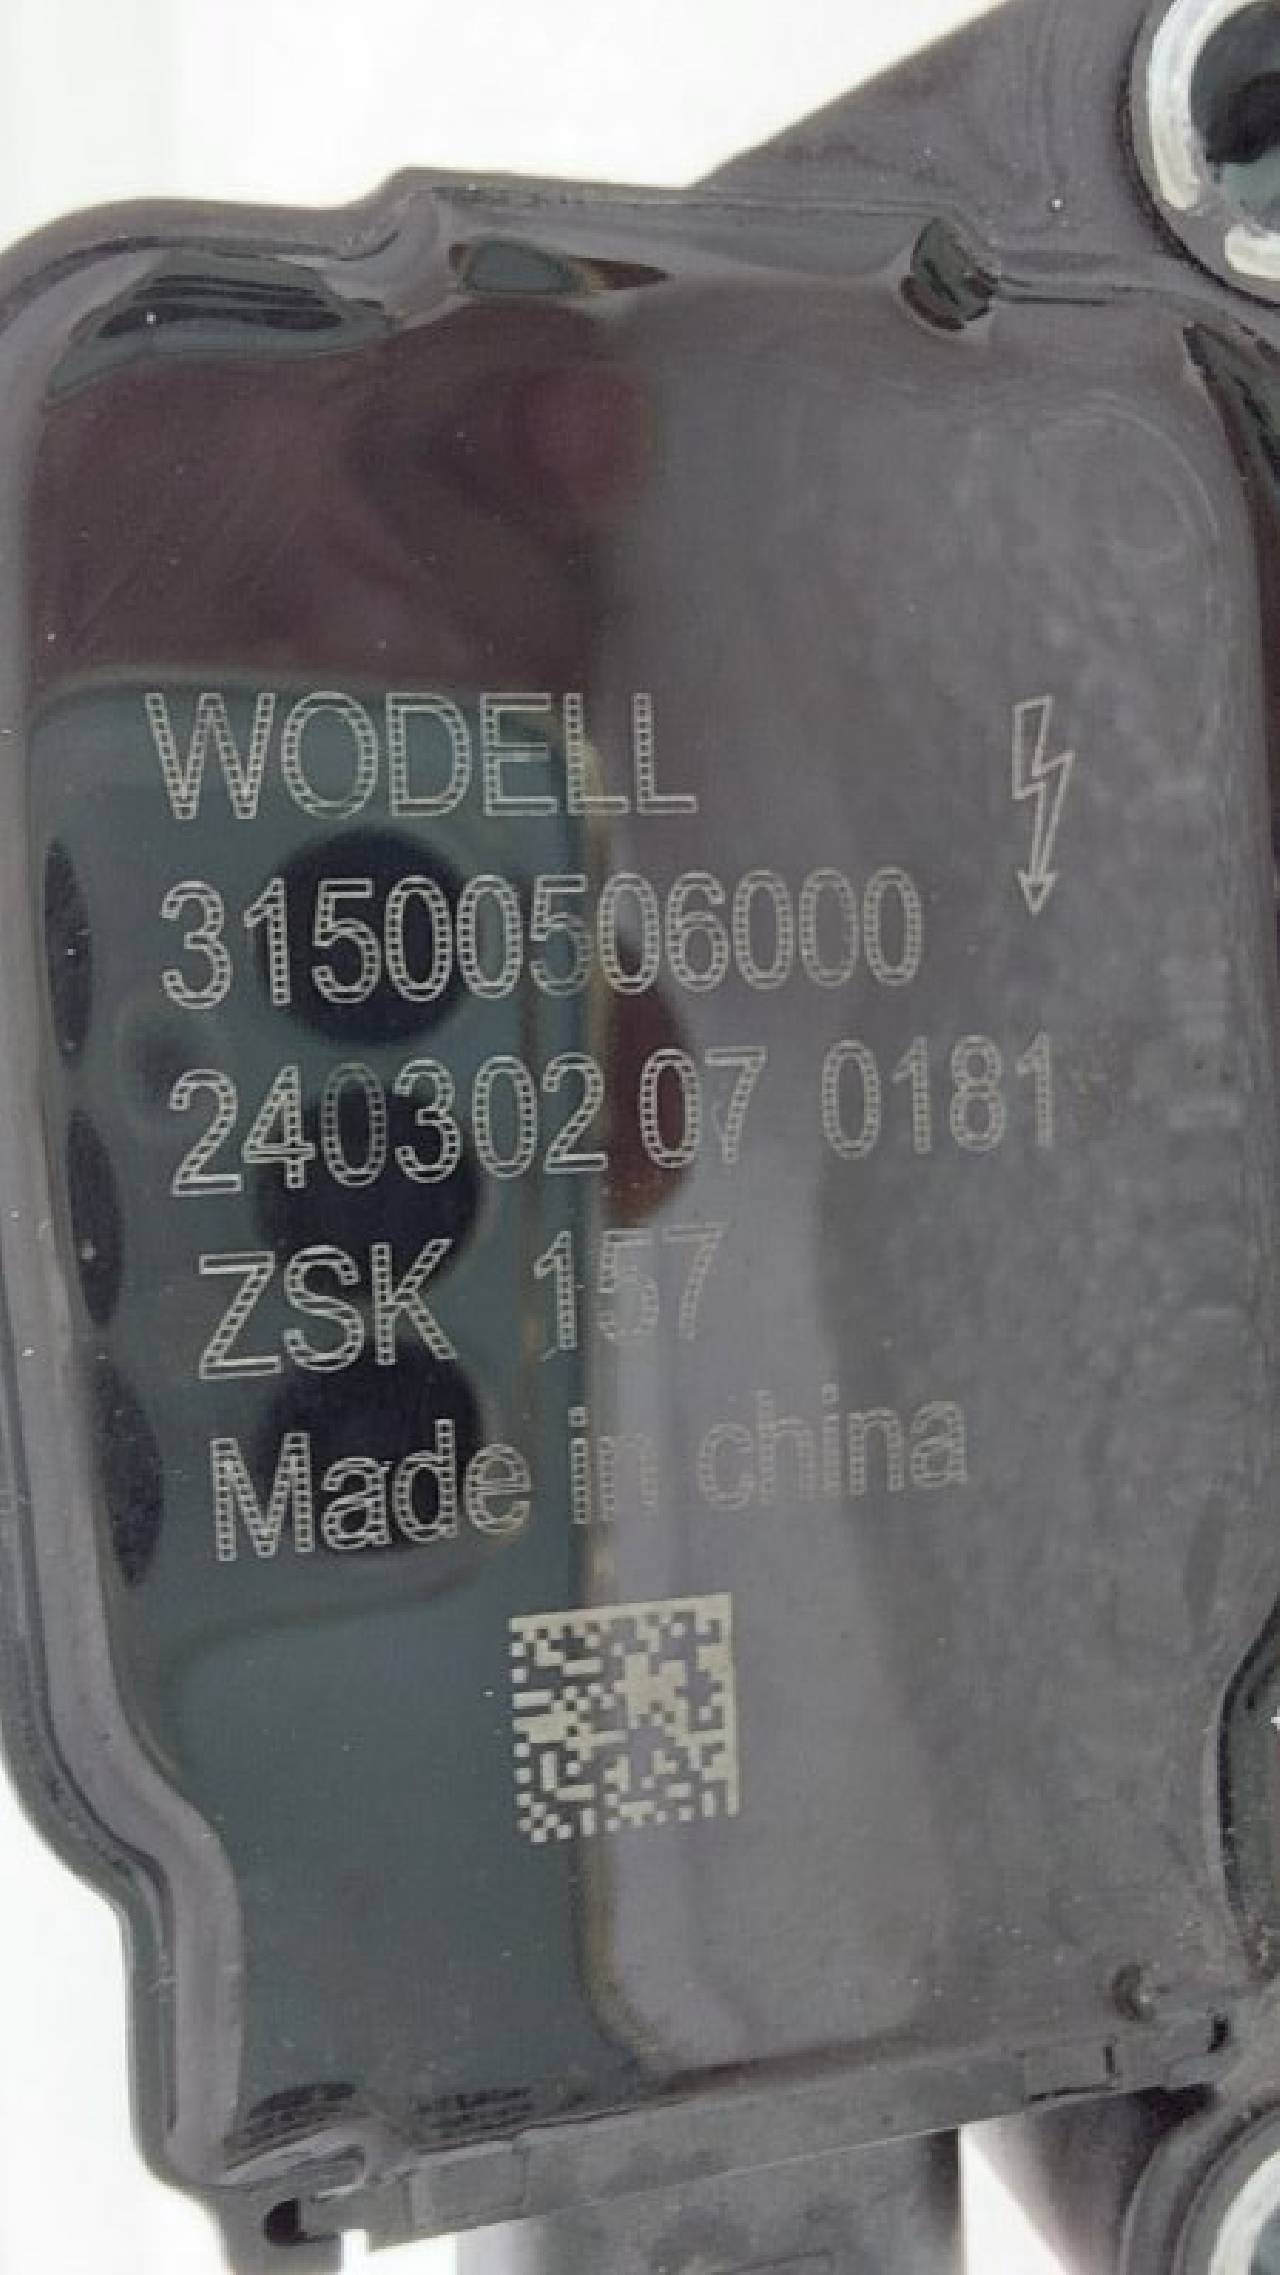 WODELL
31500506000
240302 07 0181
ZSK 157
Made in china